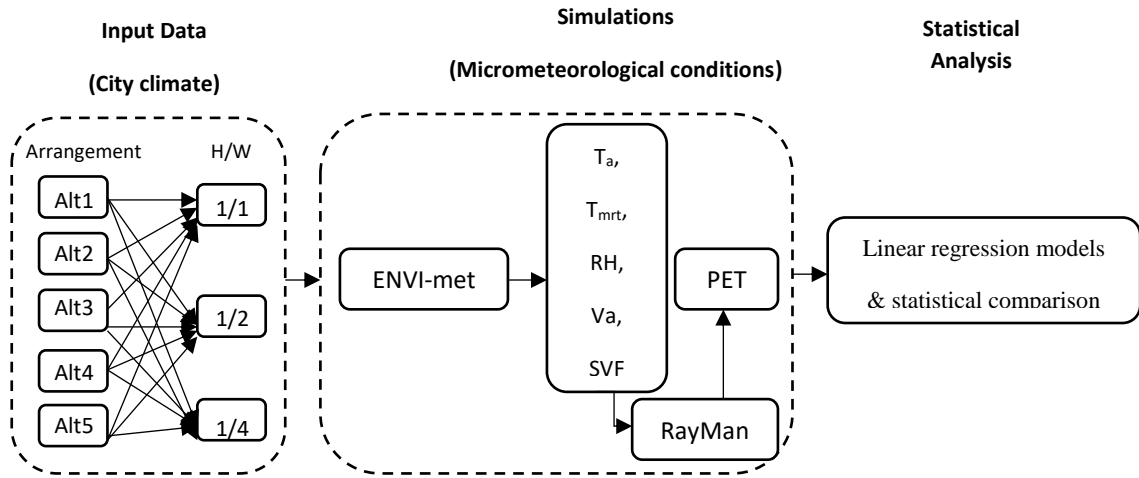 Input Data
(City climate)
Simulations
(Micrometeorological conditions)
Statistical
Analysis
Arrangement
H/W
Alt1
Alt2
Alt3
Alt4
Alt5
1/1
1/2
1/4
ENVI-met
Ta,
Tmrt,
RH,
Va,
SVF
PET
RayMan
Linear regression models
& statistical comparison